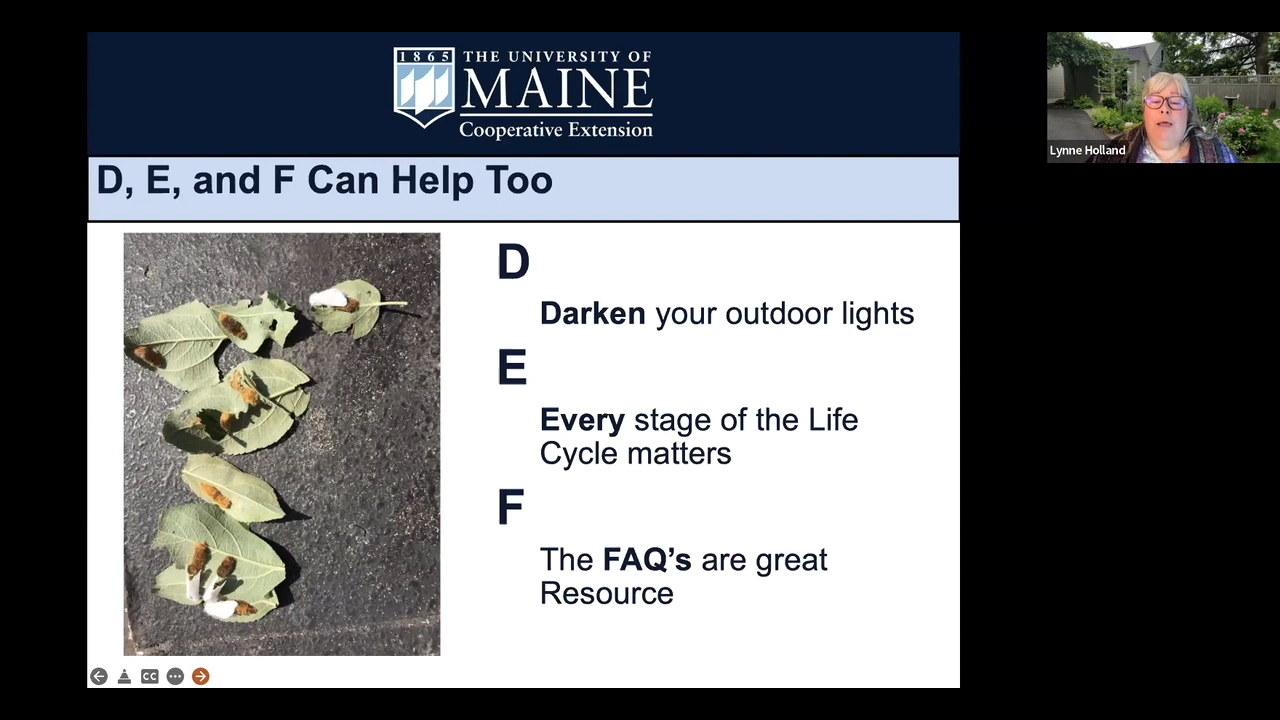 1865
THE UNIVERSITY OF
MAINE
Cooperative Extension
Lynne Holland
D, E, and F Can Help Too
D
Darken your outdoor lights
E
Every stage of the Life
Cycle matters
F
The FAQ’s are great
Resource
CC